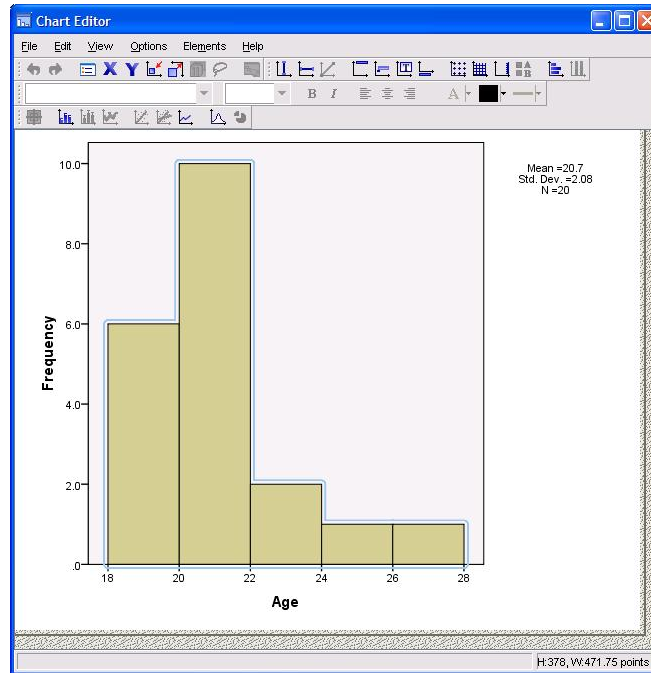 Chart Editor
File Edit View Options Elements Help
X Y
B I A
Mean =20.7
Std. Dev. =2.08
N =20
10.0
8.0
6.0
4.0
2.0
.0
Frequency
18 20 22 24 26 28
Age
H:378, W:471.75 points